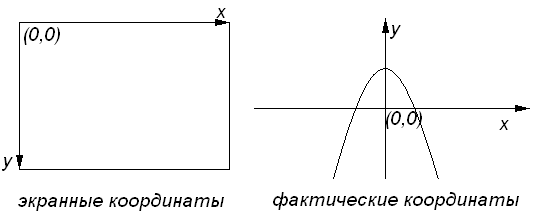 x
(0,0)
y
экранные координаты
y
(0,0)
x
фактические координаты